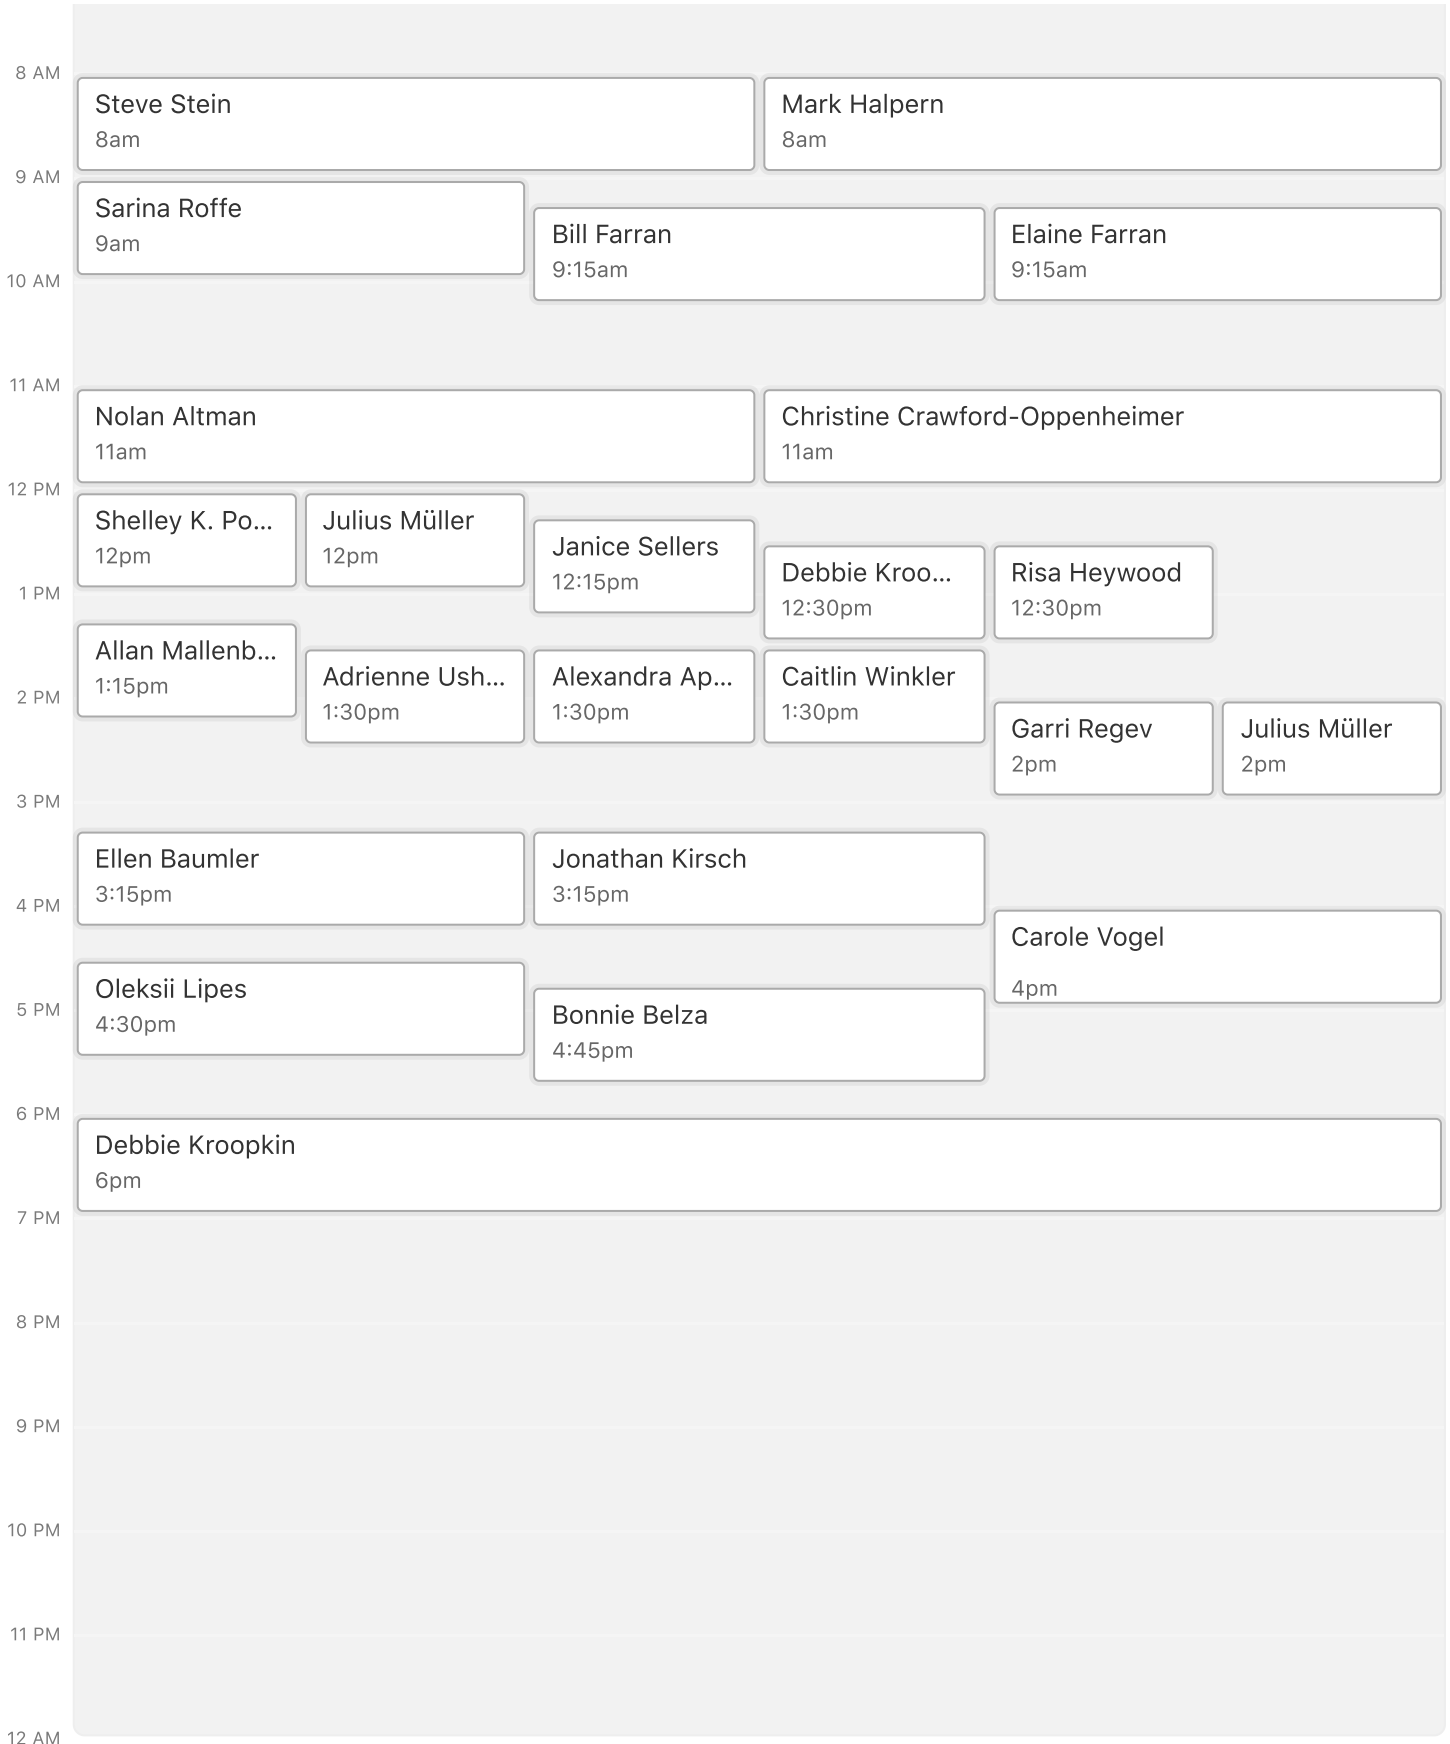 8 AM
Steve Stein
8am
Mark Halpern
8am
9 AM
Sarina Roffe
9am
Bill Farran
9:15am
Elaine Farran
9:15am
10 AM
11 AM
Nolan Altman
11am
Christine Crawford-Oppenheimer
11am
12 PM
Shelley K. Po...
12pm
Julius Müller
12pm
Janice Sellers
12:15pm
Debbie Kroo...
12:30pm
Risa Heywood
12:30pm
1 PM
Allan Mallenb...
1:15pm
Adrienne Ush...
1:30pm
Alexandra Ap...
1:30pm
Caitlin Winkler
1:30pm
2 PM
Garri Regev
2pm
Julius Müller
2pm
3 PM
Ellen Baumler
3:15pm
Jonathan Kirsch
3:15pm
4 PM
Carole Vogel
4pm
Oleksii Lipes
4:30pm
5 PM
Bonnie Belza
4:45pm
6 PM
Debbie Kroopkin
6pm
7 PM
8 PM
9 PM
10 PM
11 PM
12 AM